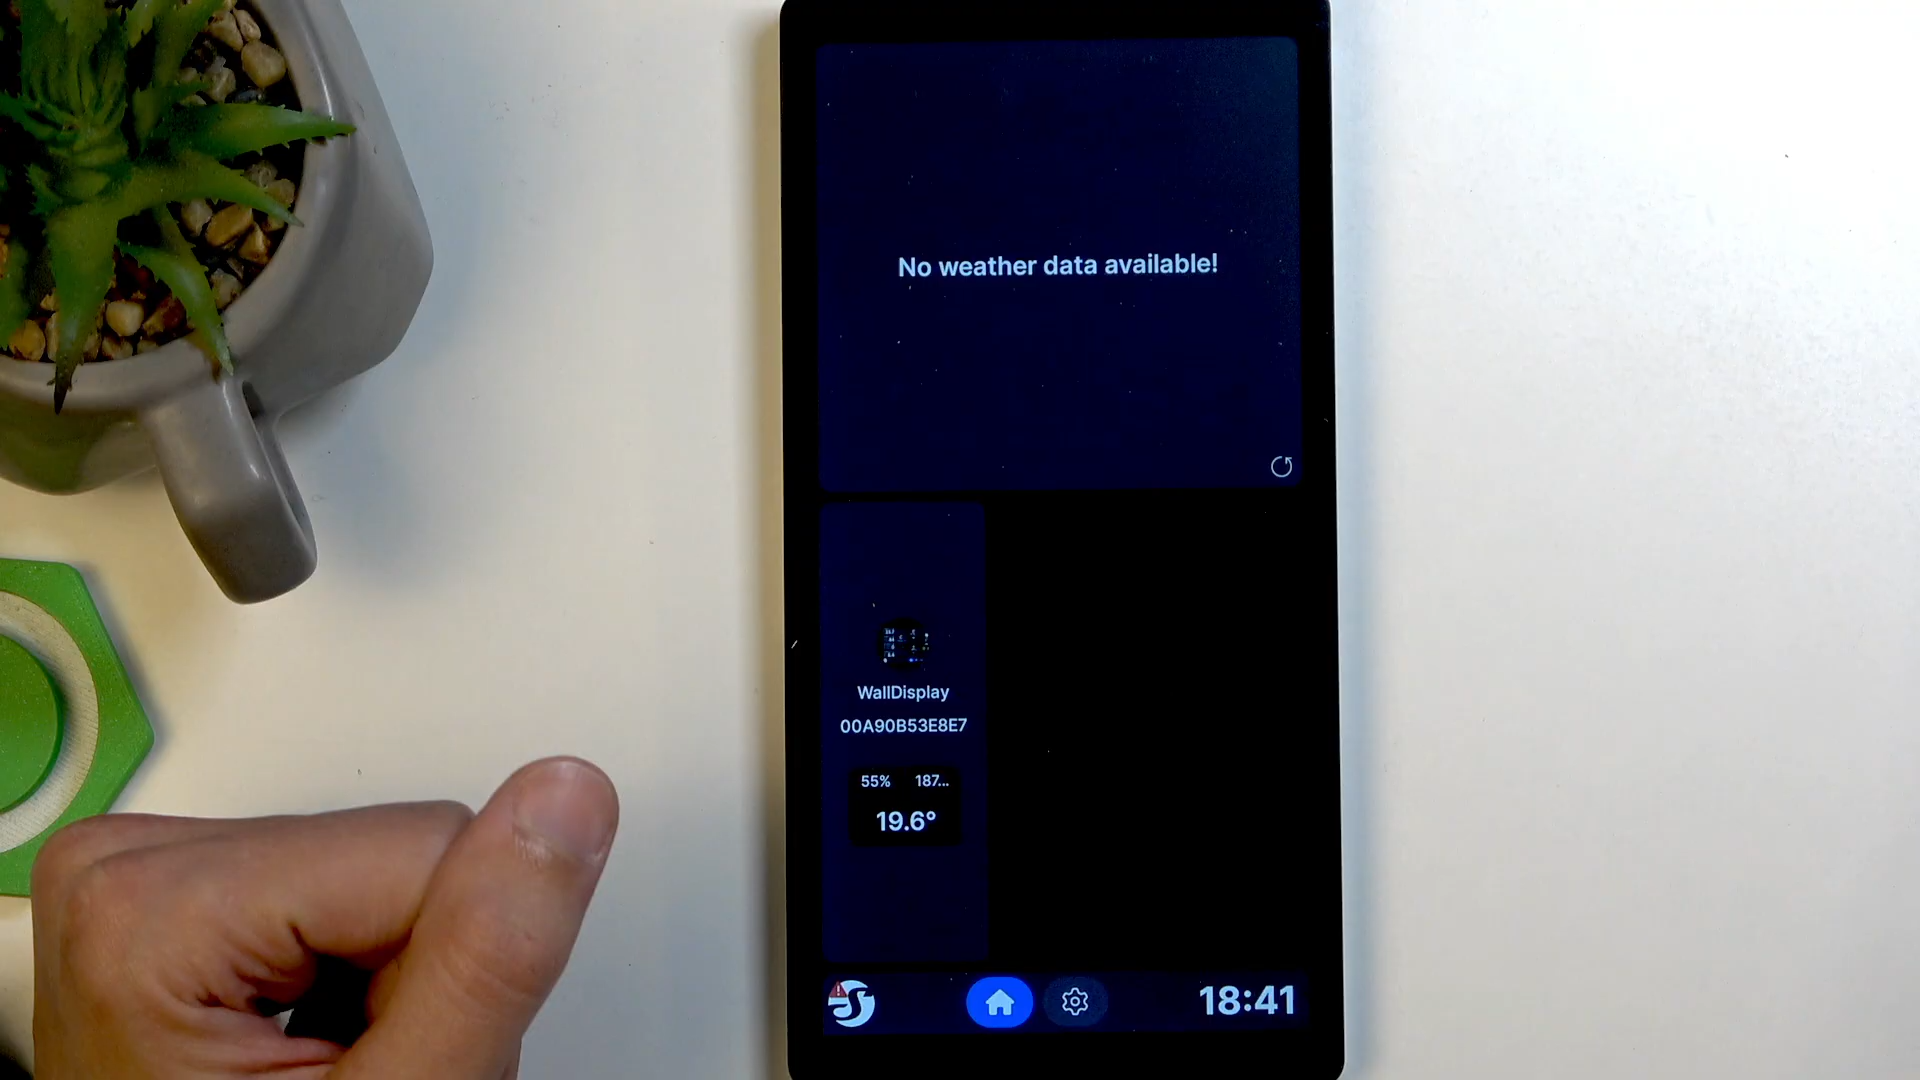 No weather data available!
WallDisplay
00A90B53E8E7
55% 187...
19.6°
18:41